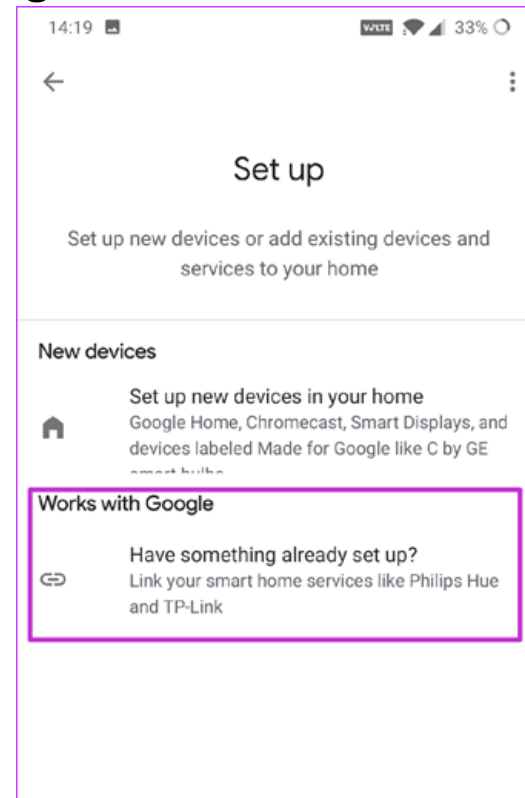 14:19 VoLTE 33%
Set up
Set up new devices or add existing devices and
services to your home
New devices
Set up new devices in your home
Google Home, Chromecast, Smart Displays, and
devices labeled Made for Google like C by GE
smart bulbs
Works with Google
Have something already set up?
Link your smart home services like Philips Hue
and TP-Link